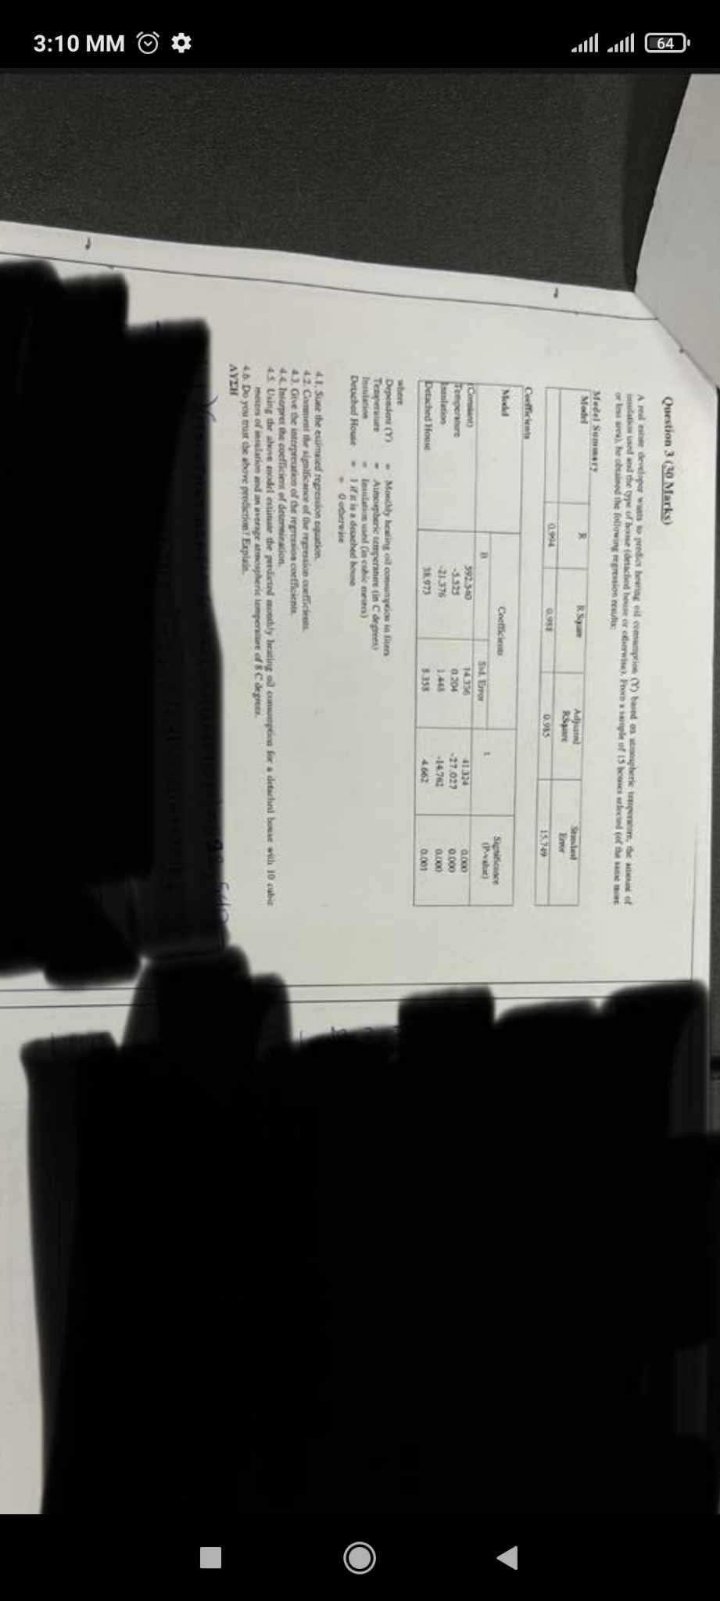 64
3:10 MM
Question 3 (30 Marks)
A real estate developer wants to predict heating oil consumption (Y) based on atmospheric temperature, the amount of
insulation used and the type of house (detached house or otherwise). From a sample of 15 houses selected (of the same more
or less area), he obtained the following regression results:
Model Summary
Model R R Square Adjusted RSquare Standard Error
0.994 0.988 0.985 15.749
Coefficients
Model Coefficients t Significance (P-value)
B Std. Error
(Constant) 592.540 14.336 41.324 0.000
Temperature -5.525 0.204 -27.027 0.000
Insulation -21.376 1.448 -14.762 0.000
Detached House 38.973 8.358 4.662 0.001
where
Dependent (Y) = Monthly heating oil consumption in liters
Temperature = Atmospheric temperature (in C degrees)
Insulation = Insulation used (in cubic meters)
Detached House = 1 if it is a detached house
= 0 otherwise
4.1. State the estimated regression equation.
4.2. Comment the significance of the regression coefficients.
4.3. Give the interpretation of the regression coefficients.
4.4. Interpret the coefficient of determination.
4.5. Using the above model estimate the predicted monthly heating oil consumption for a detached house with 10 cubic
meters of insulation and an average atmospheric temperature of 8 C degrees.
4.6. Do you trust the above prediction? Explain.
ΛΥΣΗ